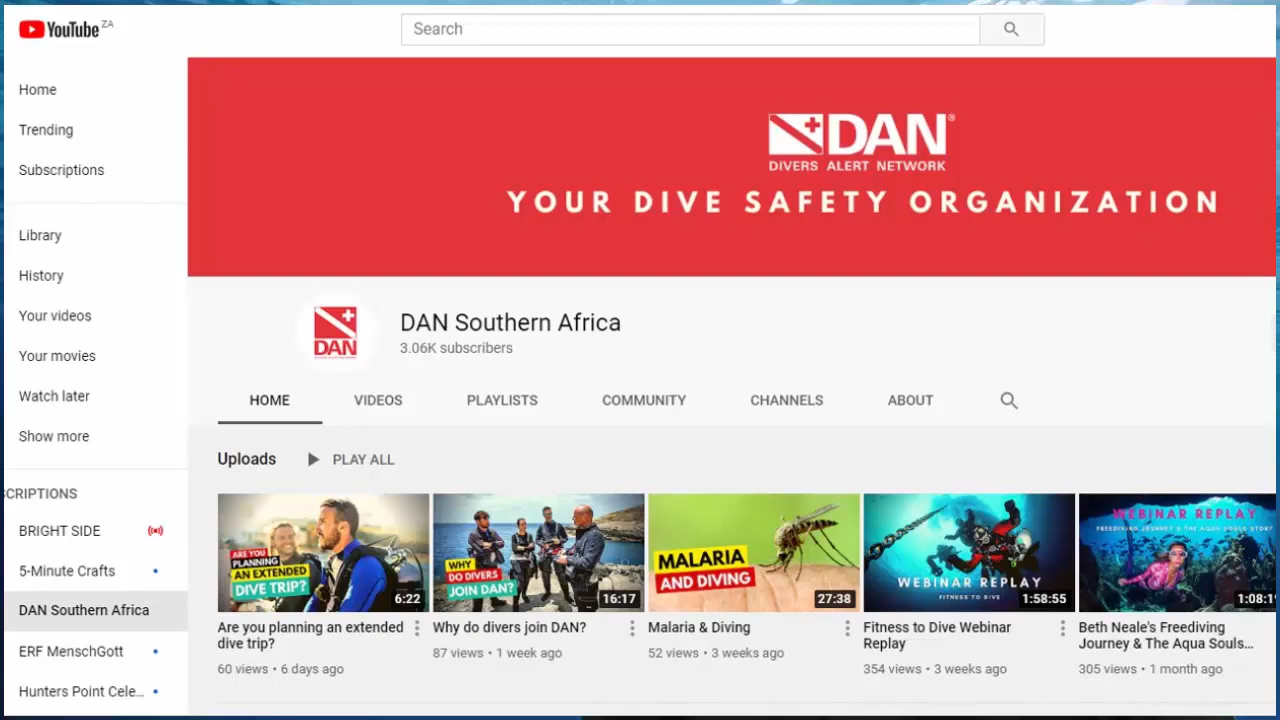 YouTube ZA
Search
Home
Trending
Subscriptions
Library
History
Your videos
Your movies
Watch later
Show more
SCRIPTIONS
BRIGHT SIDE
5-Minute Crafts
DAN Southern Africa
ERF MenschGott
Hunters Point Cele...
DAN®
DIVERS ALERT NETWORK
YOUR DIVE SAFETY ORGANIZATION
DAN
DAN Southern Africa
3.06K subscribers
HOME VIDEOS PLAYLISTS COMMUNITY CHANNELS ABOUT
Uploads PLAY ALL
ARE YOU
PLANNING
AN EXTENDED
DIVE TRIP?
6:22
Are you planning an extended
dive trip?
60 views • 6 days ago
WHY
DO DIVERS
JOIN DAN?
16:17
Why do divers join DAN?
87 views • 1 week ago
MALARIA
AND DIVING
27:38
Malaria & Diving
52 views • 3 weeks ago
WEBINAR REPLAY
FITNESS TO DIVE
1:58:55
Fitness to Dive Webinar
Replay
354 views • 3 weeks ago
WEBINAR REPLAY
FREEDIVING JOURNEY & THE AQUA SOULS STORY
1:08:1
Beth Neale's Freediving
Journey & The Aqua Souls...
305 views • 1 month ago